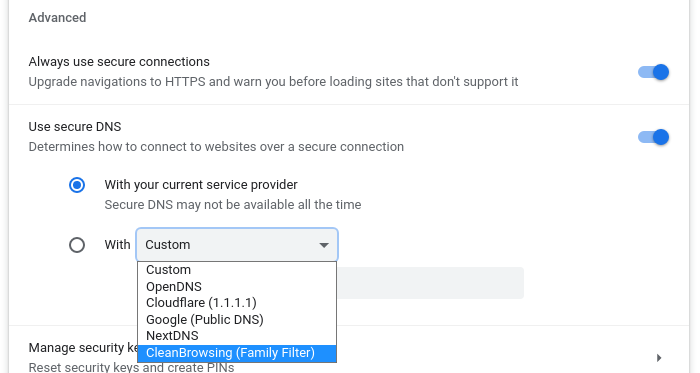 Advanced
Always use secure connections
Upgrade navigations to HTTPS and warn you before loading sites that don't support it
Use secure DNS
Determines how to connect to websites over a secure connection
With your current service provider
Secure DNS may not be available all the time
With Custom
Custom
OpenDNS
Cloudflare (1.1.1.1)
Google (Public DNS)
NextDNS
CleanBrowsing (Family Filter)
Manage security ke
Reset security keys and create PINs